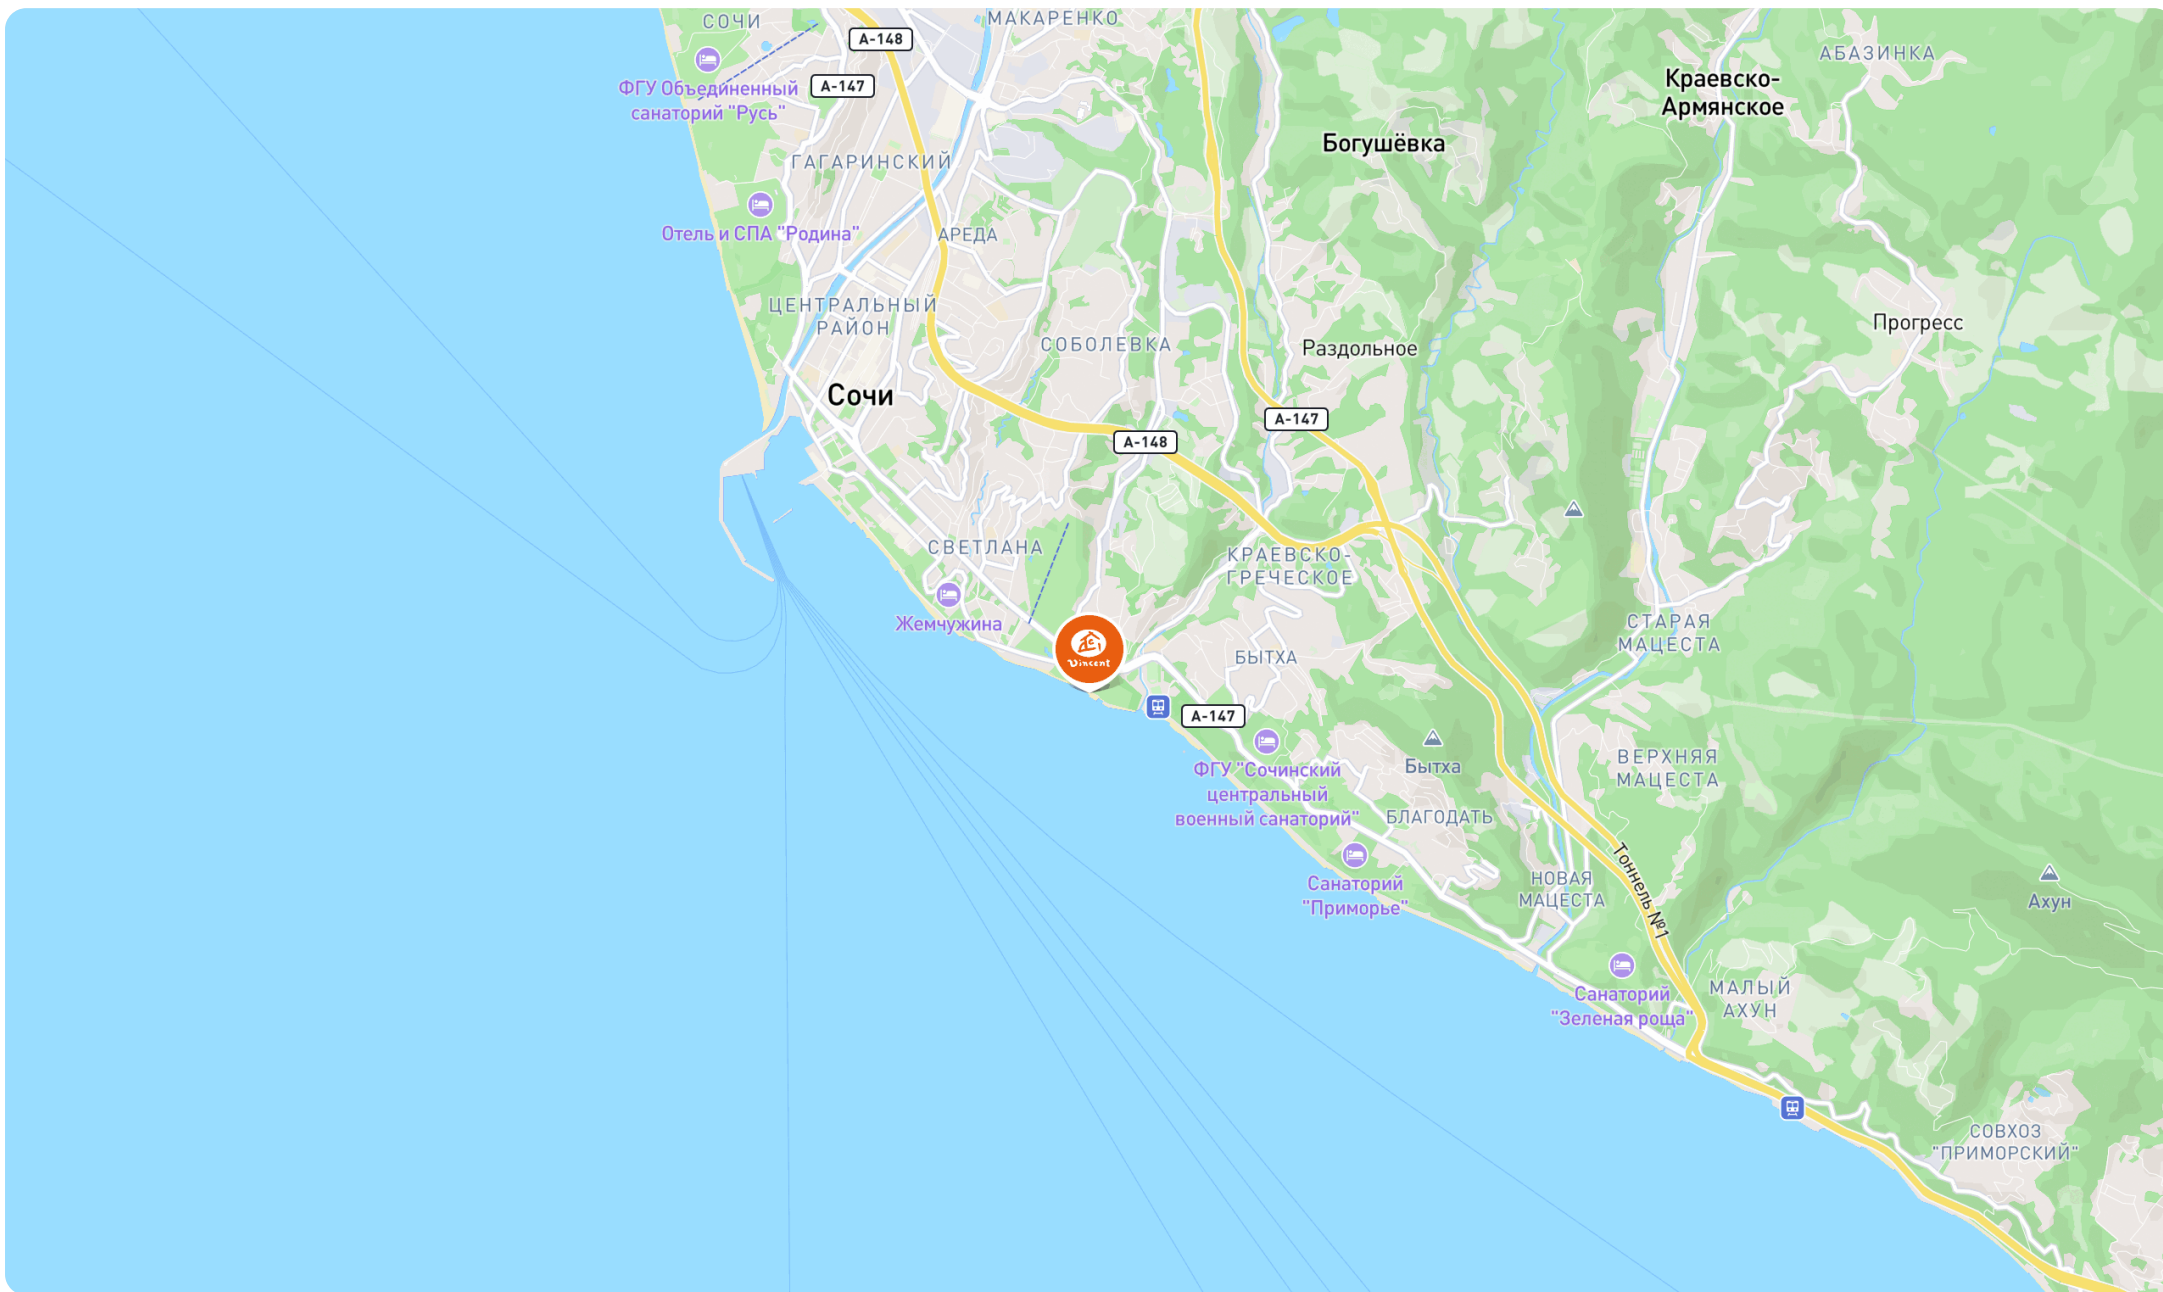 СОЧИ
МАКАРЕНКО
А-148
АБАЗИНКА
Краевско-
Армянское
А-147
ФГУ Объединенный
санаторий "Русь"
Богушёвка
ГАГАРИНСКИЙ
Отель и СПА "Родина"
АРЕДА
ЦЕНТРАЛЬНЫЙ
РАЙОН
Прогресс
СОБОЛЕВКА
Раздольное
Сочи
А-147
А-148
СВЕТЛАНА
КРАЕВСКО-
ГРЕЧЕСКОЕ
Жемчужина
СТАРАЯ
МАЦЕСТА
Vincent
БЫТХА
А-147
ФГУ "Сочинский
центральный
военный санаторий"
Бытха
ВЕРХНЯЯ
МАЦЕСТА
БЛАГОДАТЬ
Тоннель №1
Санаторий
"Приморье"
НОВАЯ
МАЦЕСТА
Ахун
Санаторий
"Зеленая роща"
МАЛЫЙ
АХУН
СОВХОЗ
"ПРИМОРСКИЙ"